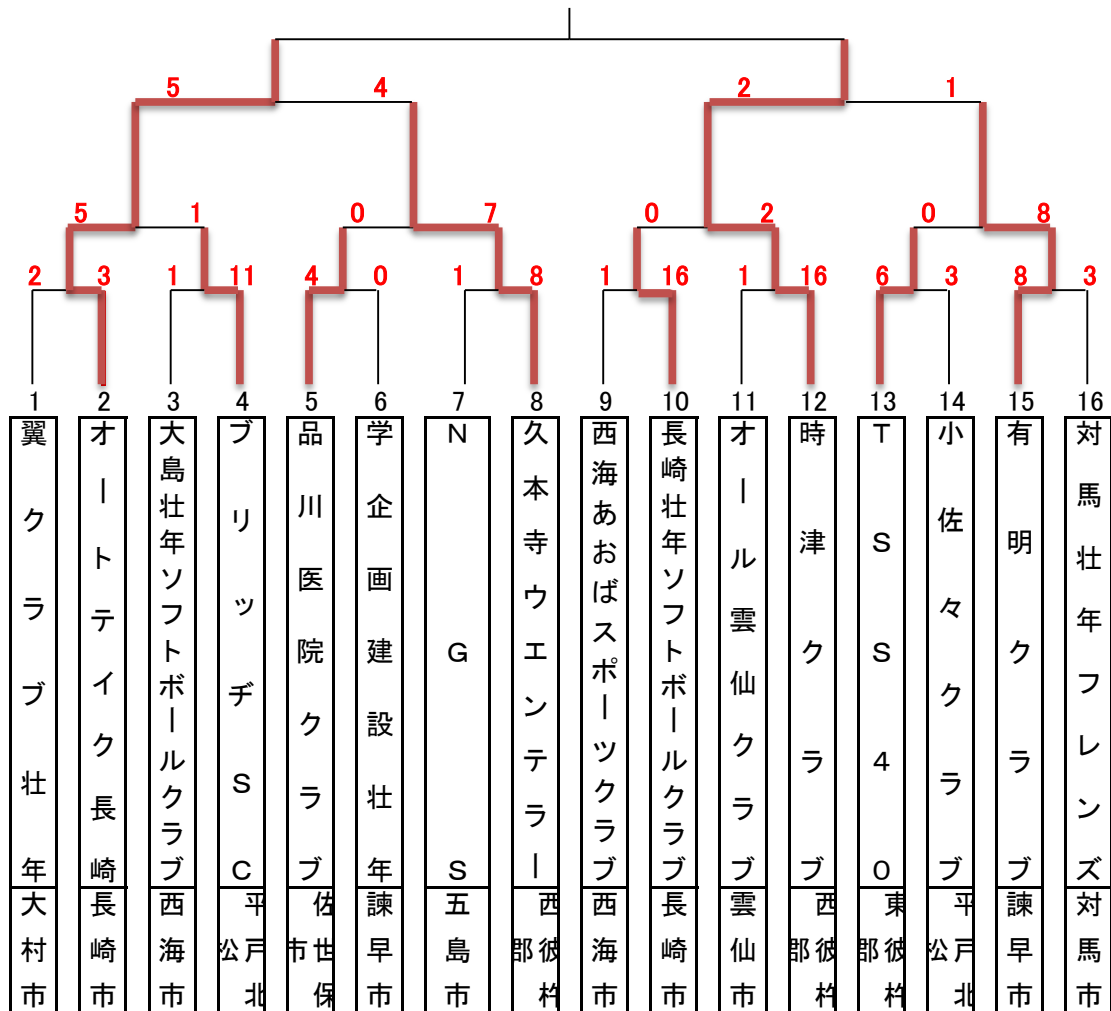 5 4 2 1
5 1 0 7 0 2 0 8
2 3 1 11 4 0 1 8 1 16 1 16 6 3 8 3
1 2 3 4 5 6 7 8 9 10 11 12 13 14 15 16
翼クラブ壮年
オートテイク長崎
大島壮年ソフトボールクラブ
ブリッヂSC
品川医院クラブ
学企画建設壮年
NGS
久本寺ウエンテラー
西海あおばスポーツクラブ
長崎壮年ソフトボールクラブ
オール雲仙クラブ
時津クラブ
TSS40
小佐々クラブ
有明クラブ
対馬壮年フレンズ
大村市
長崎市
西海市
平戸北
松
佐世保
市
諫早市
五島市
西彼杵
郡
西海市
長崎市
雲仙市
西彼杵
郡
東彼杵
郡
平戸北
松
諫早市
対馬市